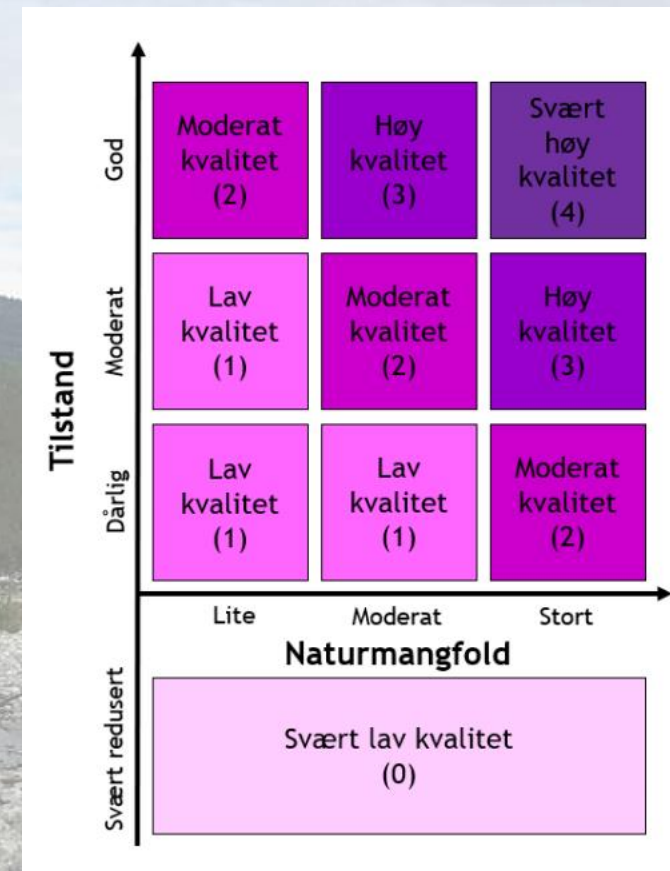 Tilstand
God
Moderat
kvalitet
(2)
Høy
kvalitet
(3)
Svært
høy
kvalitet
(4)
Moderat
Lav
kvalitet
(1)
Moderat
kvalitet
(2)
Høy
kvalitet
(3)
Dårlig
Lav
kvalitet
(1)
Lav
kvalitet
(1)
Moderat
kvalitet
(2)
Lite
Moderat
Stort
Naturmangfold
Svært redusert
Svært lav kvalitet
(0)